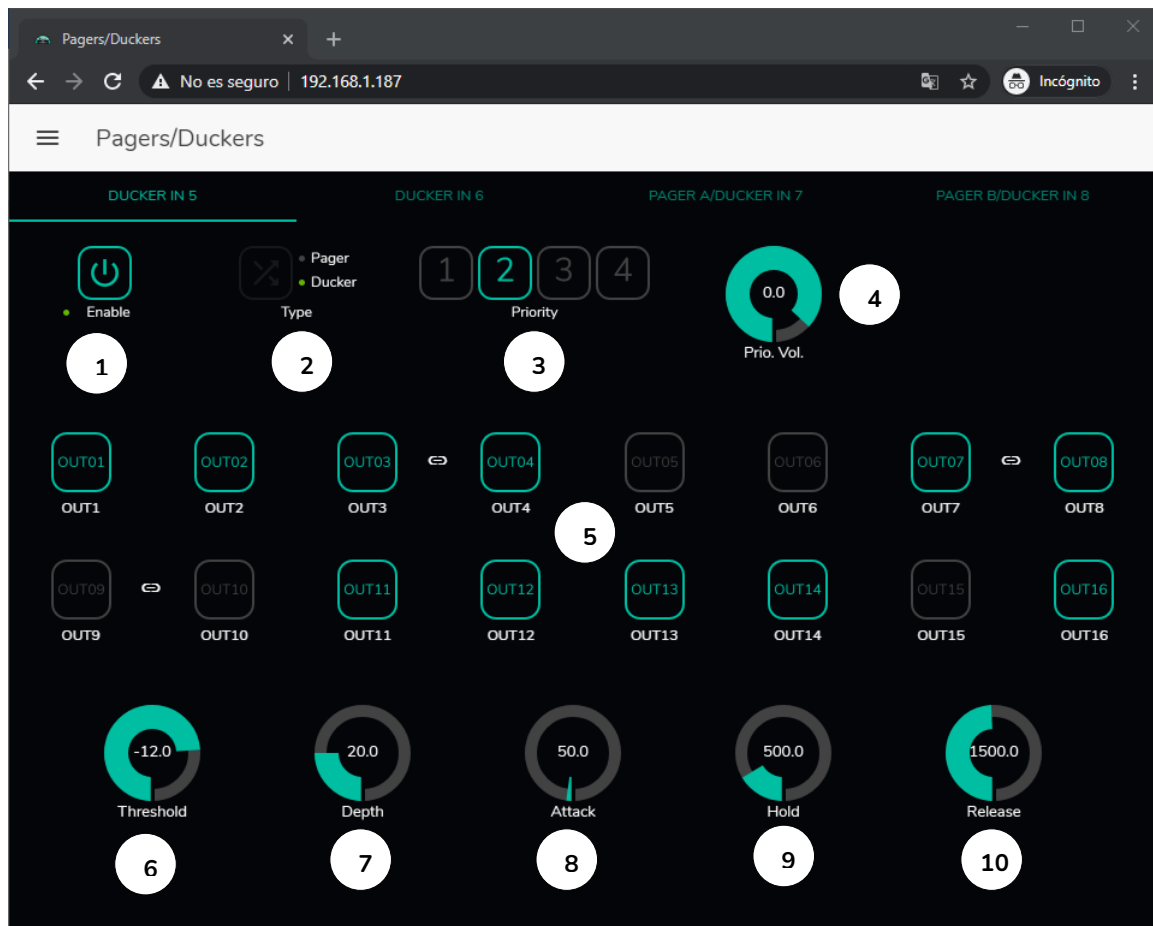 Pagers/Duckers
No es seguro 192.168.1.187 Incógnito
Pagers/Duckers
DUCKER IN 5 DUCKER IN 6 PAGER A/DUCKER IN 7 PAGER B/DUCKER IN 8
Pager
1 2 3 4
Ducker
0.0
4
Enable Type Priority
Prio. Vol.
1 2 3
OUT01 OUT02 OUT03 OUT04 OUT05 OUT06 OUT07 OUT08
OUT1 OUT2 OUT3 OUT4 OUT5 OUT6 OUT7 OUT8
5
OUT09 OUT10 OUT11 OUT12 OUT13 OUT14 OUT15 OUT16
OUT9 OUT10 OUT11 OUT12 OUT13 OUT14 OUT15 OUT16
-12.0 20.0 50.0 500.0 1500.0
Threshold Depth Attack Hold Release
6 7 8 9 10